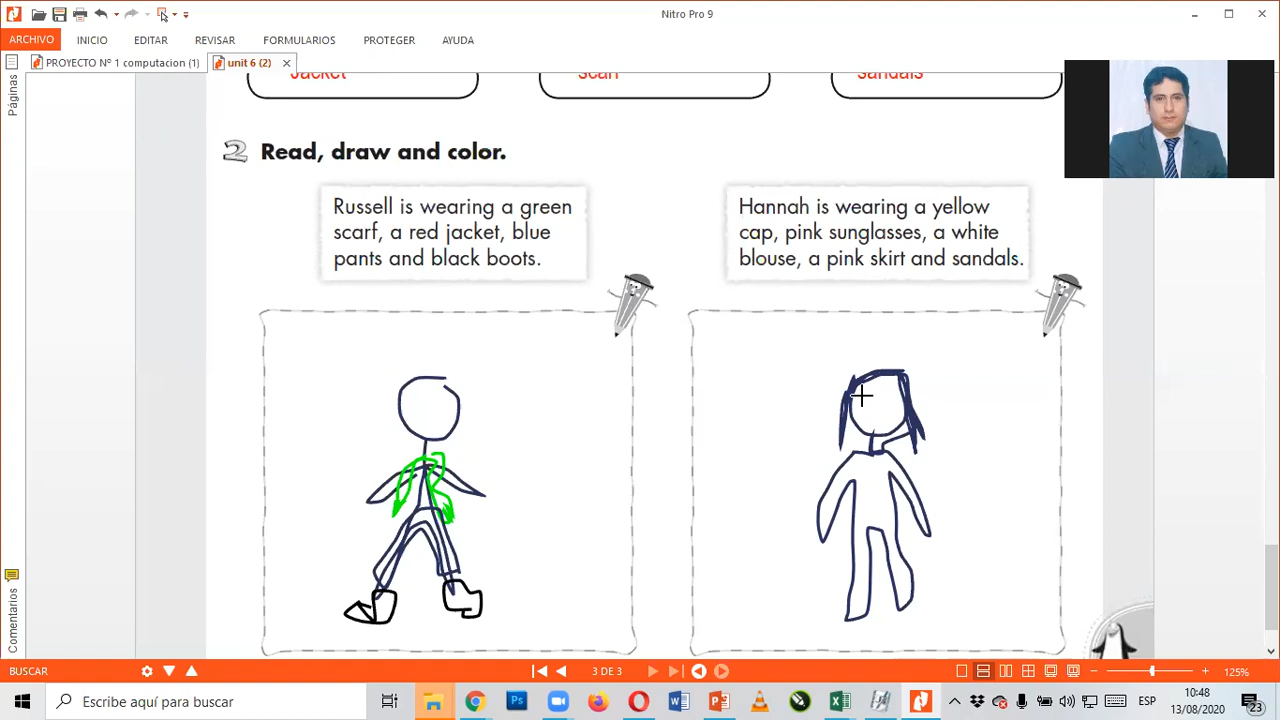 Nitro Pro 9
ARCHIVO INICIO EDITAR REVISAR FORMULARIOS PROTEGER AYUDA
PROYECTO Nº 1 computacion (1) unit 6 (2)
Páginas
Jacket scarf sandals
2 Read, draw and color.
Russell is wearing a green
scarf, a red jacket, blue
pants and black boots.
Hannah is wearing a yellow
cap, pink sunglasses, a white
blouse, a pink skirt and sandals.
Comentarios
BUSCAR 3 DE 3 125%
Escribe aquí para buscar
ESP
10:48
13/08/2020
23